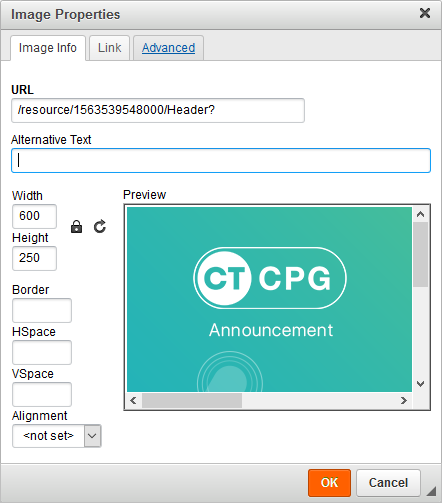 Image Properties
Image Info
Link
Advanced
URL
/resource/1563539548000/Header?
Alternative Text
Width
600
Height
250
Border
HSpace
VSpace
Alignment
<not set>
Preview
CT CPG
Announcement
OK
Cancel